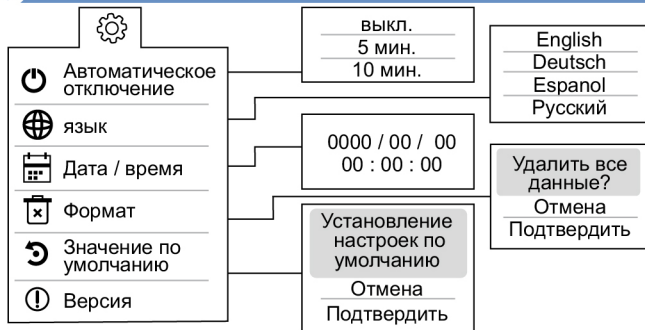 Автоматическое
отключение
язык
Дата / время
Формат
Значение по
умолчанию
Версия
выкл.
5 мин.
10 мин.
English
Deutsch
Espanol
Русский
0000 / 00 / 00
00 : 00 : 00
Удалить все
данные?
Отмена
Подтвердить
Установление
настроек по
умолчанию
Отмена
Подтвердить